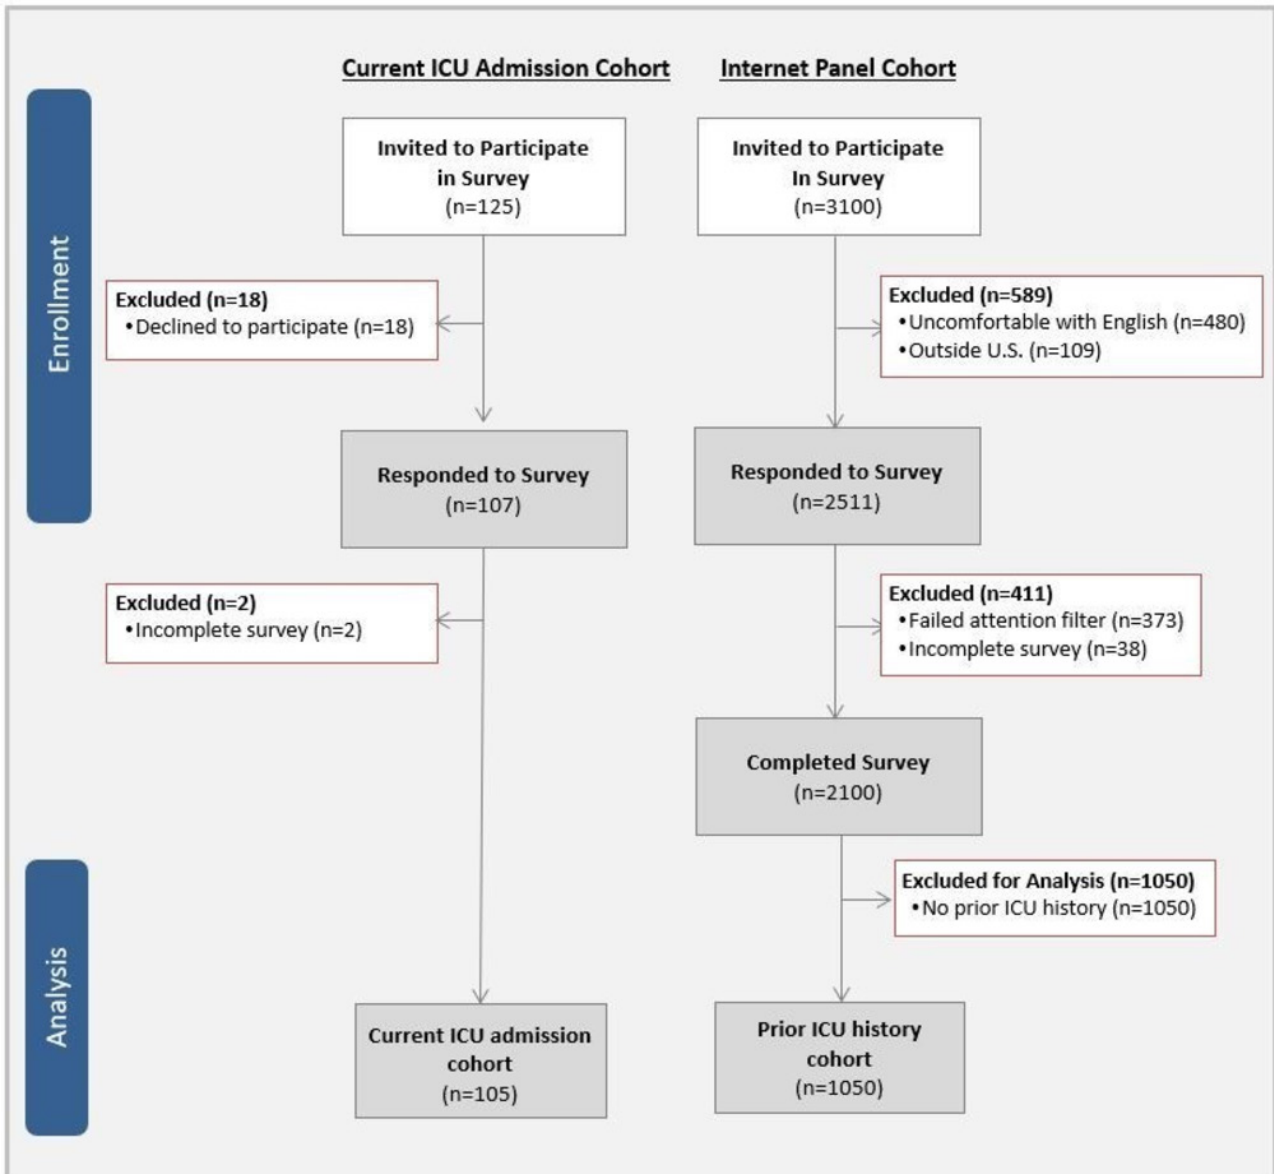 Current ICU Admission Cohort
Internet Panel Cohort
Enrollment
Invited to Participate
in Survey
(n=125)
Invited to Participate
In Survey
(n=3100)
Excluded (n=18)
•Declined to participate (n=18)
Excluded (n=589)
•Uncomfortable with English (n=480)
•Outside U.S. (n=109)
Responded to Survey
(n=107)
Responded to Survey
(n=2511)
Excluded (n=2)
•Incomplete survey (n=2)
Excluded (n=411)
•Failed attention filter (n=373)
•Incomplete survey (n=38)
Completed Survey
(n=2100)
Analysis
Excluded for Analysis (n=1050)
•No prior ICU history (n=1050)
Current ICU admission
cohort
(n=105)
Prior ICU history
cohort
(n=1050)